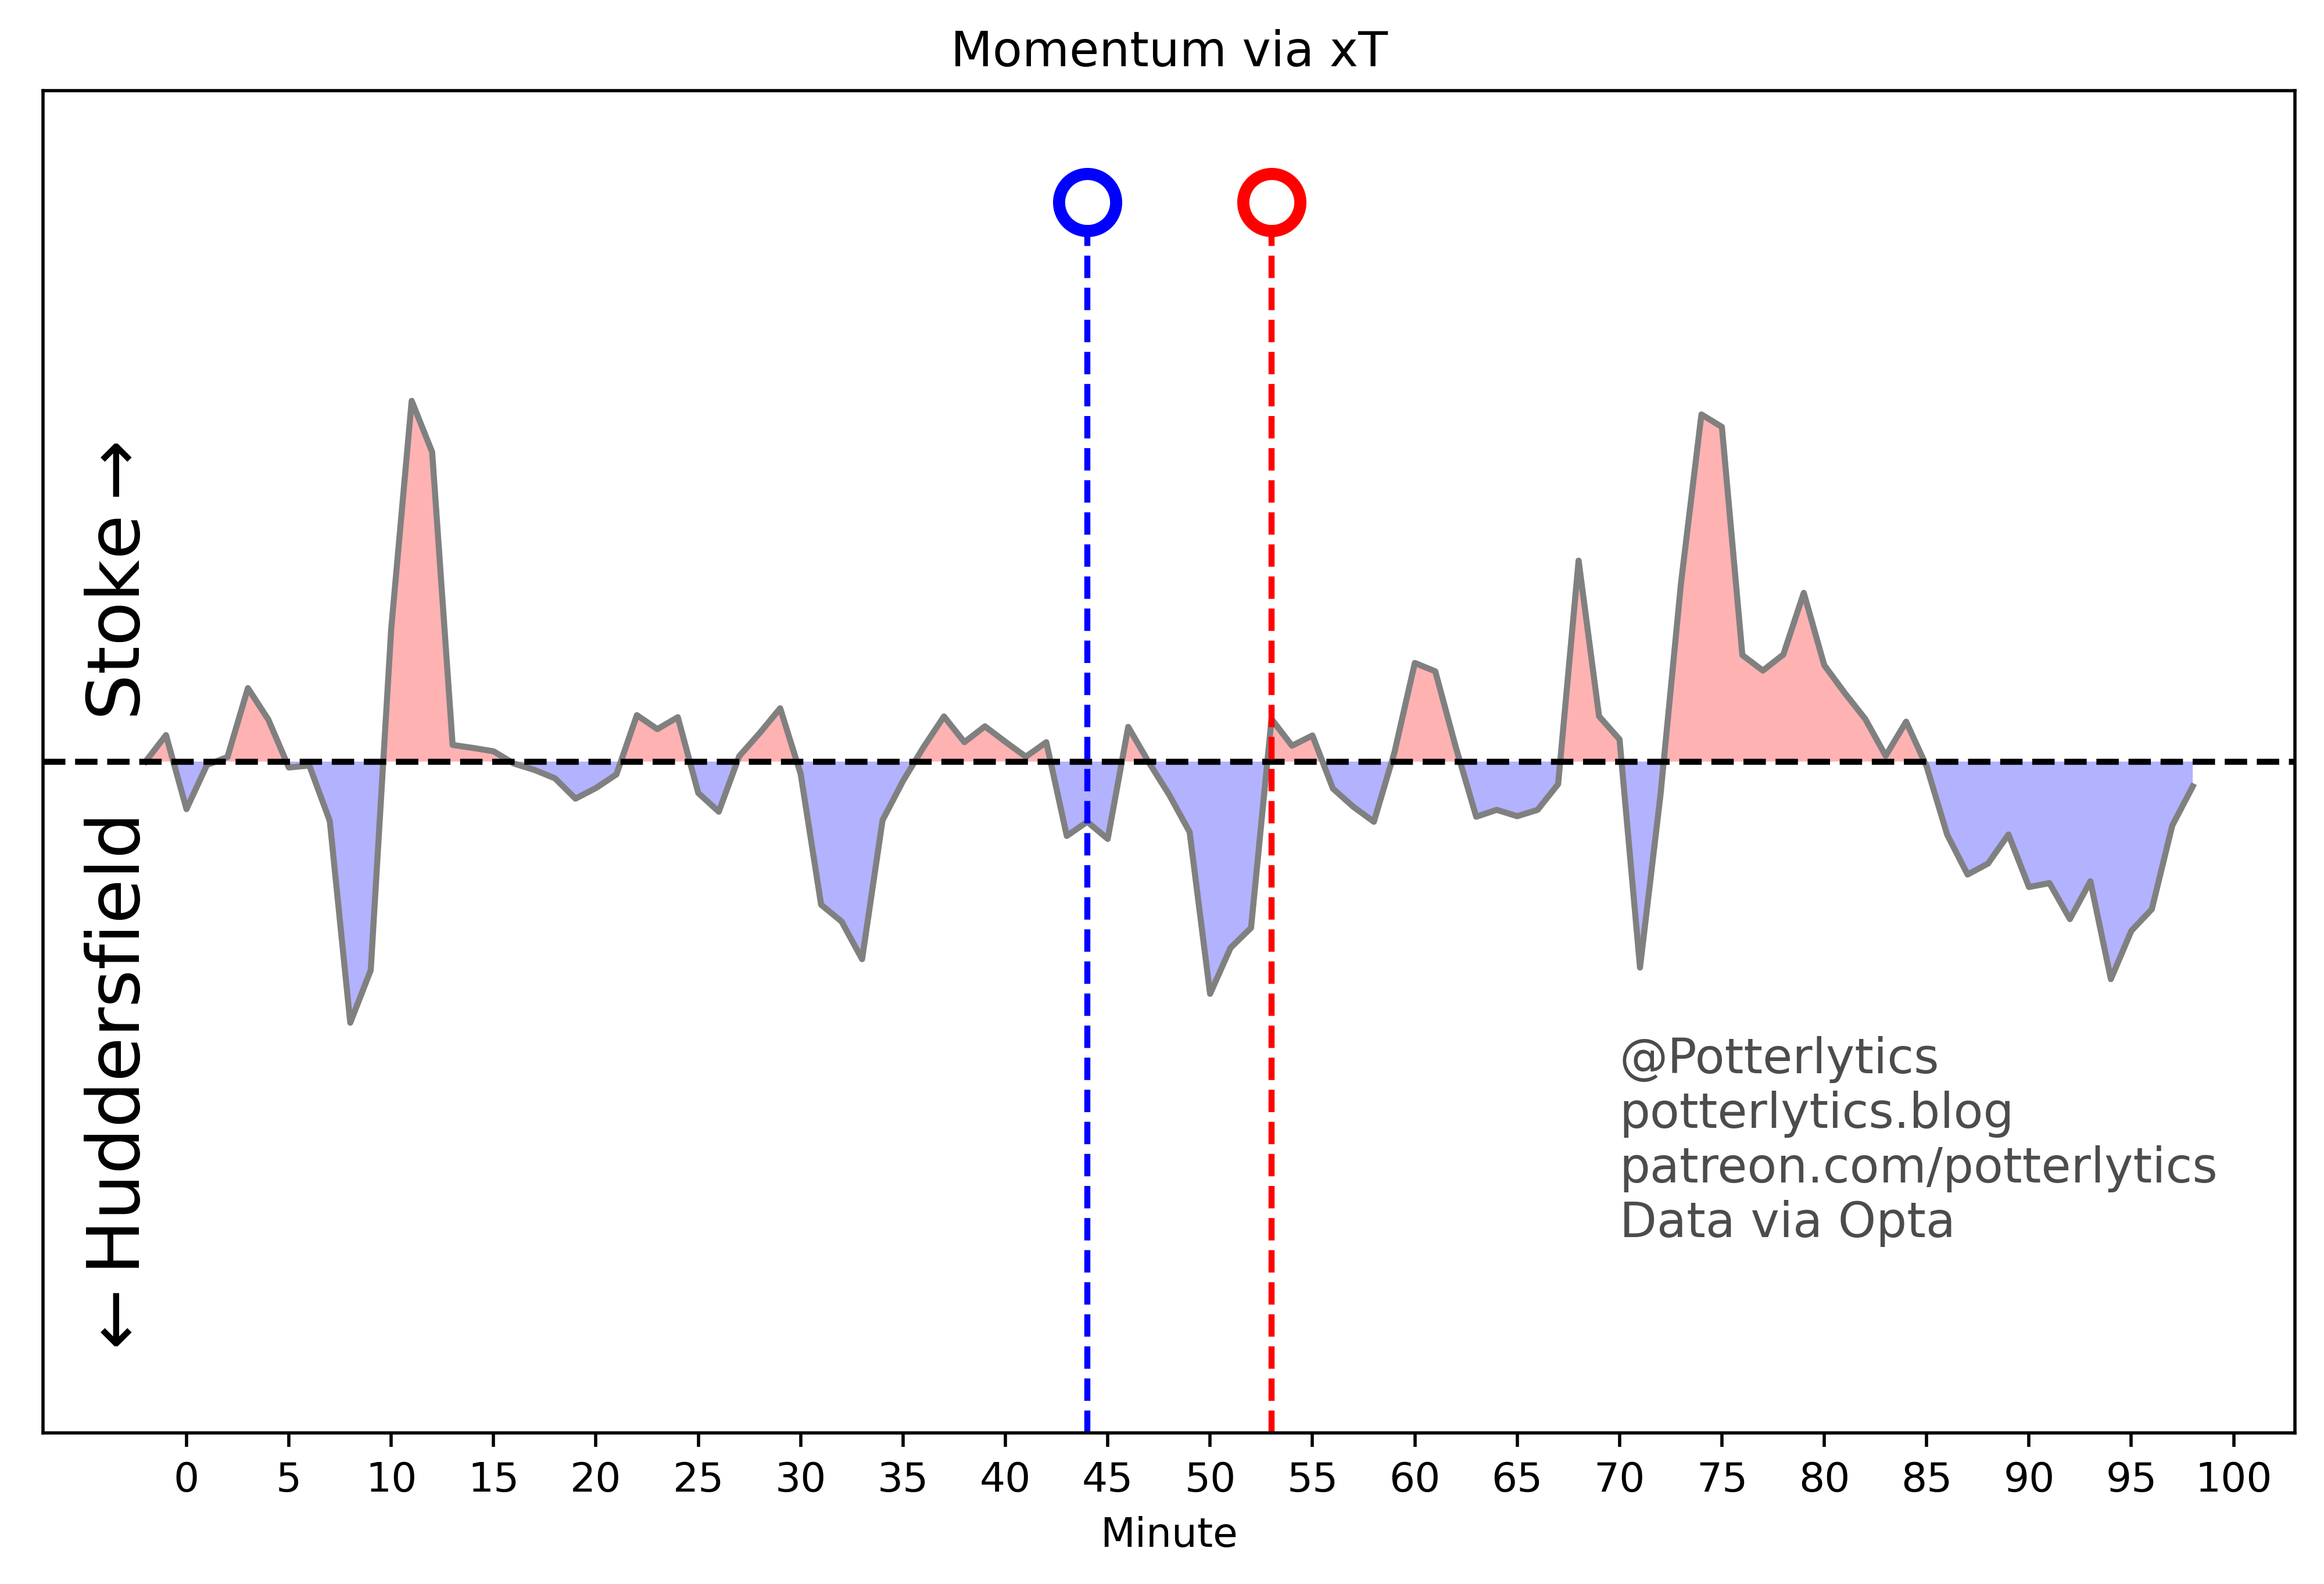 Momentum via xT
← Huddersfield   Stoke →
@Potterlytics
potterlytics.blog
patreon.com/potterlytics
Data via Opta
0 5 10 15 20 25 30 35 40 45 50 55 60 65 70 75 80 85 90 95 100
Minute